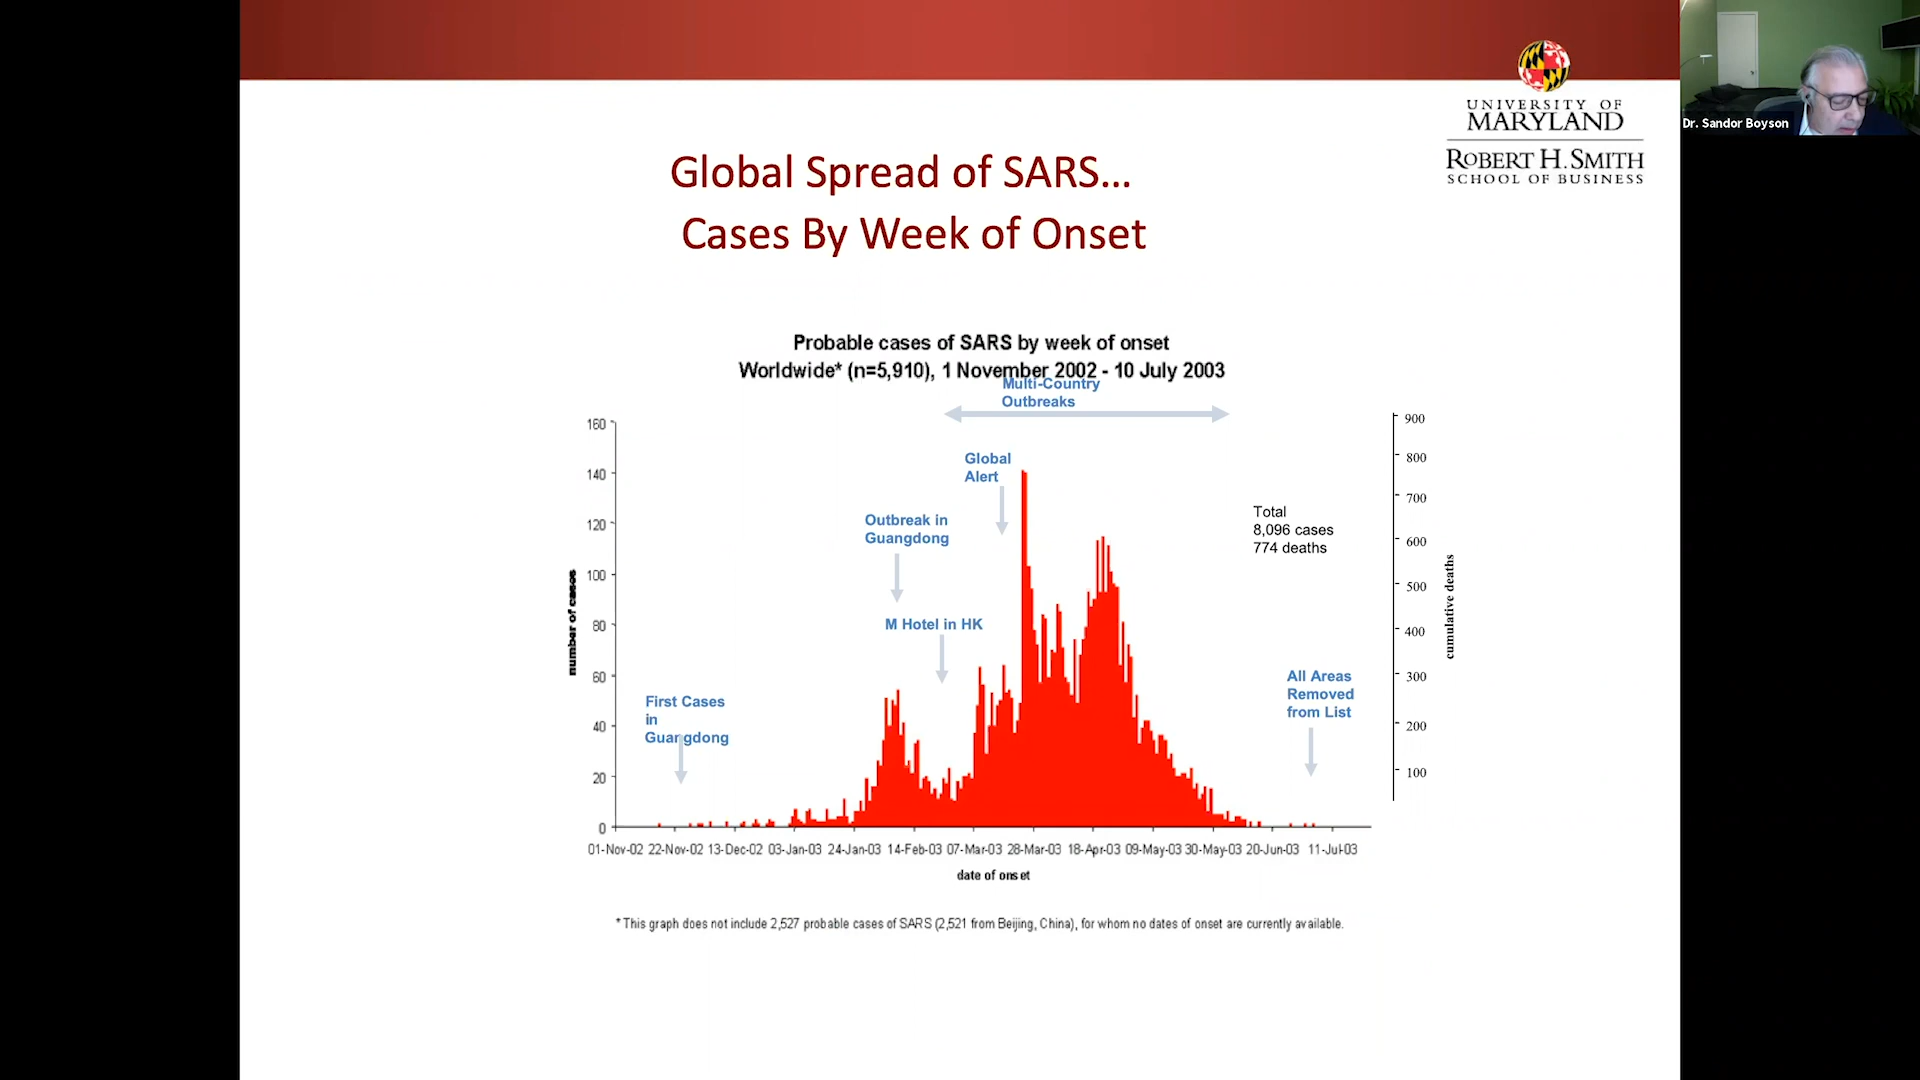 UNIVERSITY OF
MARYLAND
ROBERT H. SMITH
SCHOOL OF BUSINESS
Dr. Sandor Boyson
Global Spread of SARS...
Cases By Week of Onset
Probable cases of SARS by week of onset
Worldwide* (n=5,910), 1 November 2002 - 10 July 2003
Multi-Country
Outbreaks
Global
Alert
Outbreak in
Guangdong
M Hotel in HK
First Cases
in
Guangdong
Total
8,096 cases
774 deaths
All Areas
Removed
from List
number of cases
160
140
120
100
80
60
40
20
0
900
800
700
600
500
400
300
200
100
cumulative deaths
01-Nov-02 22-Nov-02 13-Dec-02 03-Jan-03 24-Jan-03 14-Feb-03 07-Mar-03 28-Mar-03 18-Apr-03 09-May-03 30-May-03 20-Jun-03 11-Jul-03
date of onset
* This graph does not include 2,527 probable cases of SARS (2,521 from Beijing, China), for whom no dates of onset are currently available.